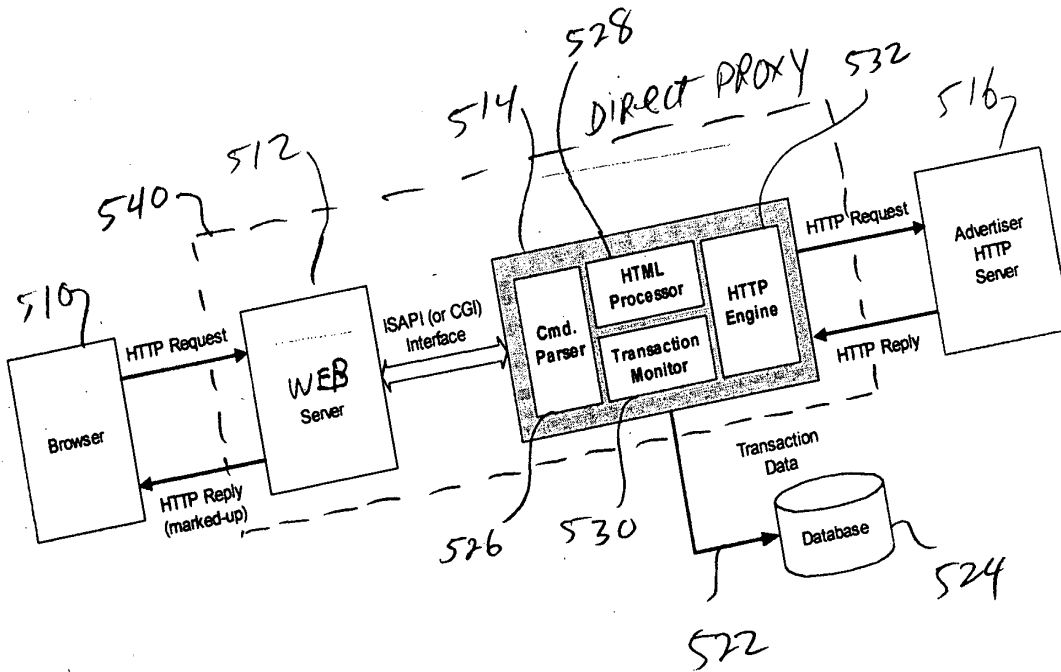 528
DIRECT PROXY
532
514
516
512
540
510
HTTP Request
Advertiser
HTTP
Server
HTML
Processor
HTTP
Engine
ISAPI (or CGI)
Interface
Cmd.
Parser
Transaction
Monitor
HTTP Reply
HTTP Request
WEB
Server
Browser
HTTP Reply
(marked-up)
Transaction
Data
Database
526
530
522
524